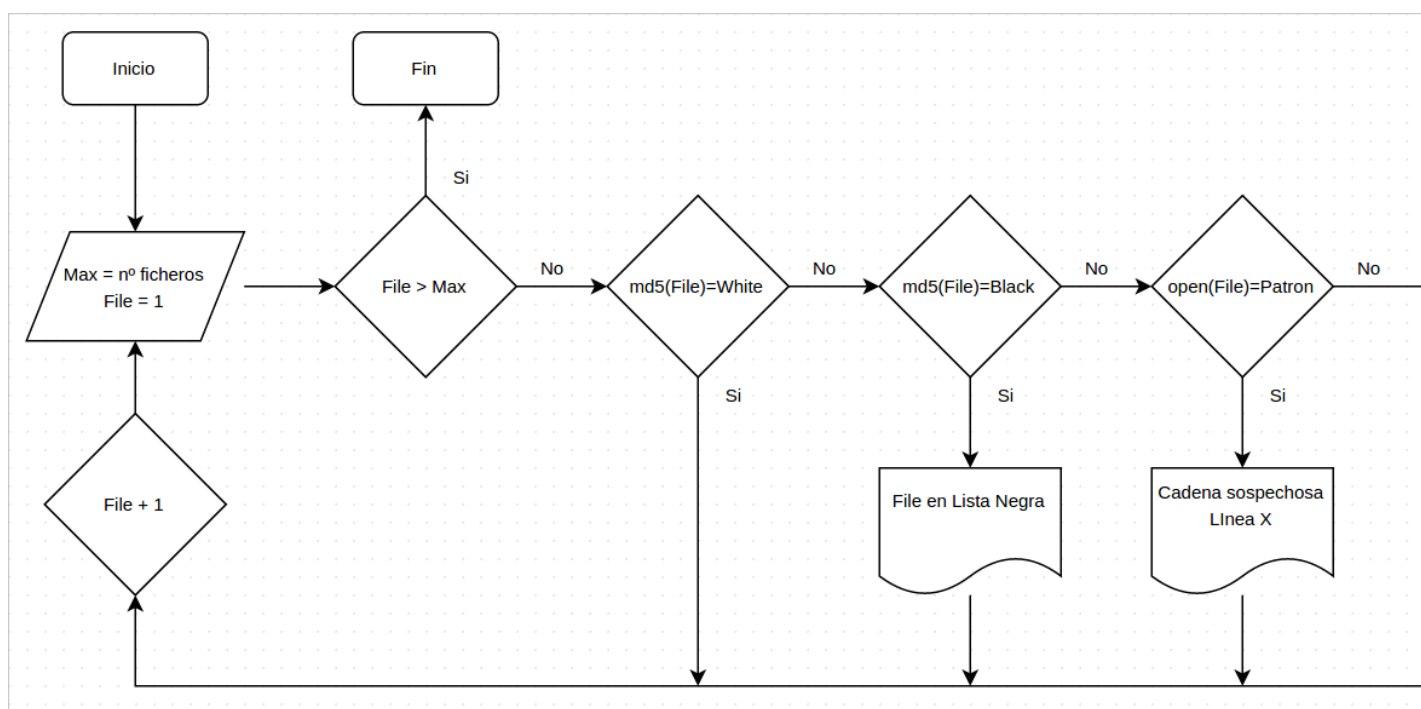 Inicio
Fin
Si
Max = nº ficheros
File = 1
File > Max
No
md5(File)=White
No
md5(File)=Black
No
open(File)=Patron
No
Si
Si
Si
File + 1
File en Lista Negra
Cadena sospechosa
LInea X